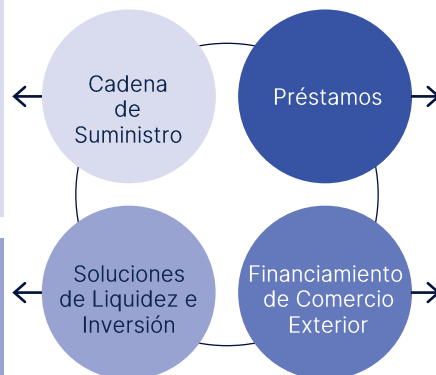 Cadena
de
Suministro
Préstamos
Soluciones
de Liquidez e
Inversión
Financiamiento
de Comercio
Exterior